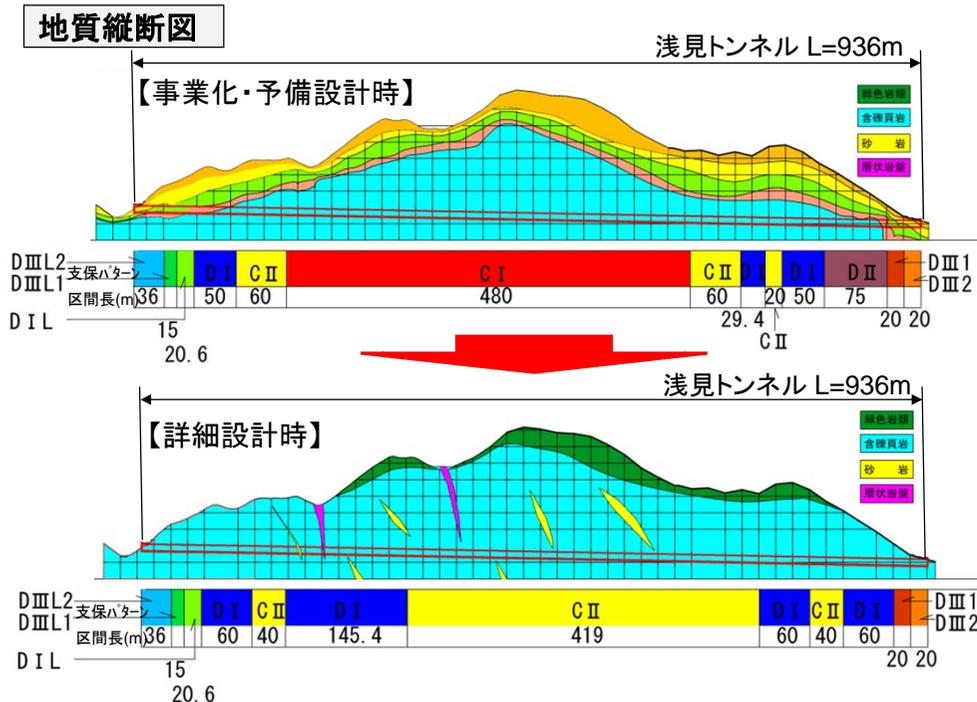 地質縦断図
浅見トンネル L=936m
【事業化・予備設計時】
緑色岩類
含礫頁岩
砂 岩
層状岩盤
DⅢL2
支保パターン
DⅢL1
DⅠ CⅡ CⅠ CⅡ DⅠ DⅠ DⅡ
DⅢ1
DⅢ2
区間長(m) 36 50 60 480 60 20 50 75
DⅠL
15
20.6
29.4
CⅡ
20 20
浅見トンネル L=936m
【詳細設計時】
緑色岩類
含礫頁岩
砂 岩
層状岩盤
DⅢL2
支保パターン
DⅢL1
DⅠ CⅡ DⅠ CⅡ DⅠ CⅡ DⅠ
DⅢ1
DⅢ2
区間長(m) 36 60 40 145.4 419 60 40 60
DⅠL
15
20.6
20 20